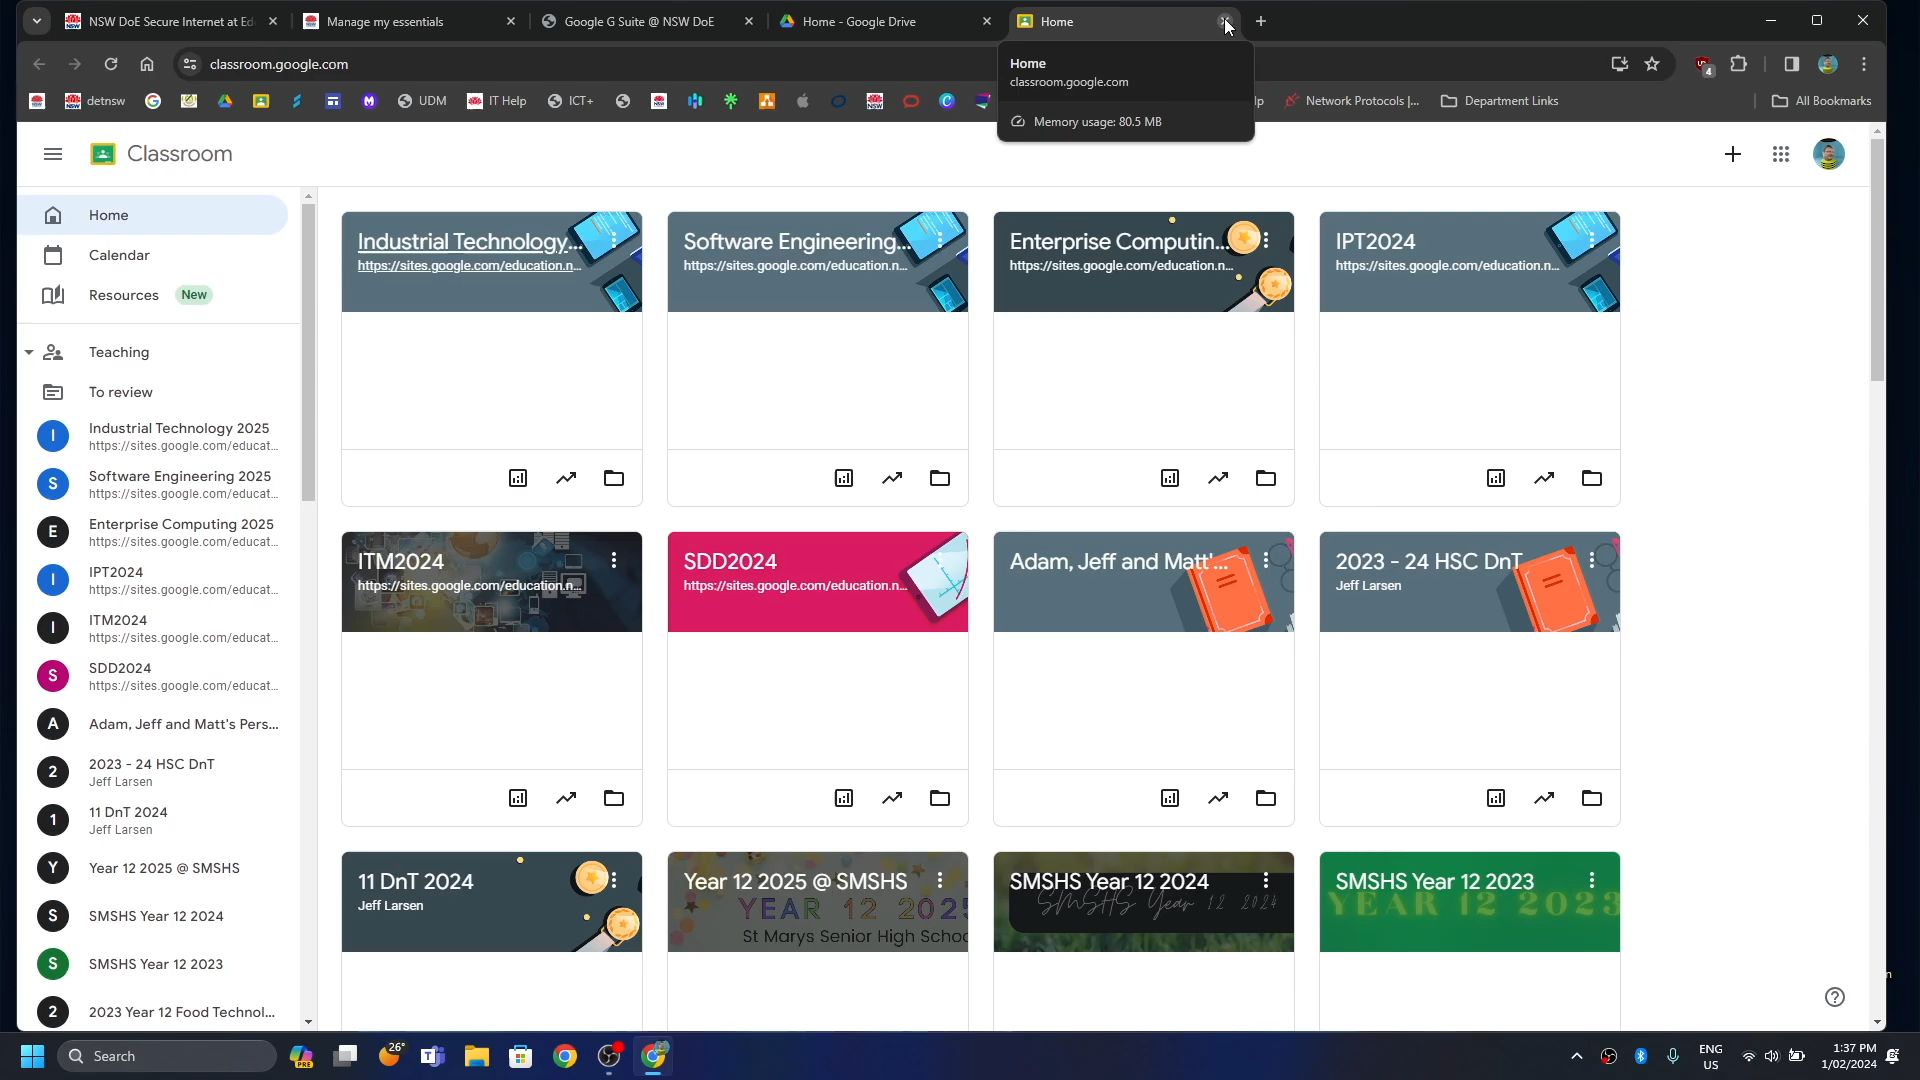 NSW DoE Secure Internet at Ed
Manage my essentials
Google G Suite @ NSW DoE
Home - Google Drive
Home
classroom.google.com
Home
classroom.google.com
Memory usage: 80.5 MB
4
detnsw
UDM
IT Help
ICT+
Network Protocols |...
Department Links
All Bookmarks
Classroom
Home
Calendar
Resources
New
Teaching
To review
I
Industrial Technology 2025
https://sites.google.com/educat...
S
Software Engineering 2025
https://sites.google.com/educat...
E
Enterprise Computing 2025
https://sites.google.com/educat...
I
IPT2024
https://sites.google.com/educat...
I
ITM2024
https://sites.google.com/educat...
S
SDD2024
https://sites.google.com/educat...
A
Adam, Jeff and Matt's Pers...
2
2023 - 24 HSC DnT
Jeff Larsen
1
11 DnT 2024
Jeff Larsen
Y
Year 12 2025 @ SMSHS
S
SMSHS Year 12 2024
S
SMSHS Year 12 2023
2
2023 Year 12 Food Technol...
Industrial Technology...
https://sites.google.com/education.n...
Software Engineering...
https://sites.google.com/education.n...
Enterprise Computin...
https://sites.google.com/education.n...
IPT2024
https://sites.google.com/education.n...
ITM2024
https://sites.google.com/education.n...
SDD2024
https://sites.google.com/education.n...
Adam, Jeff and Matt'...
2023 - 24 HSC DnT
Jeff Larsen
11 DnT 2024
Jeff Larsen
Year 12 2025 @ SMSHS
YEAR 12 2025
St Marys Senior High Schoo
SMSHS Year 12 2024
SMSHS Year 12 2024
SMSHS Year 12 2023
YEAR 12 2023
Search
PRE
26°
ENG
US
1:37 PM
1/02/2024